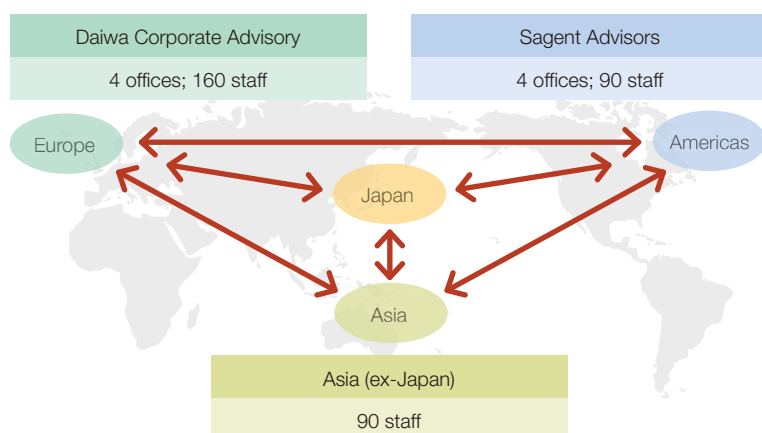 Daiwa Corporate Advisory
4 offices; 160 staff
Sagent Advisors
4 offices; 90 staff
Europe
Americas
Japan
Asia
Asia (ex-Japan)
90 staff